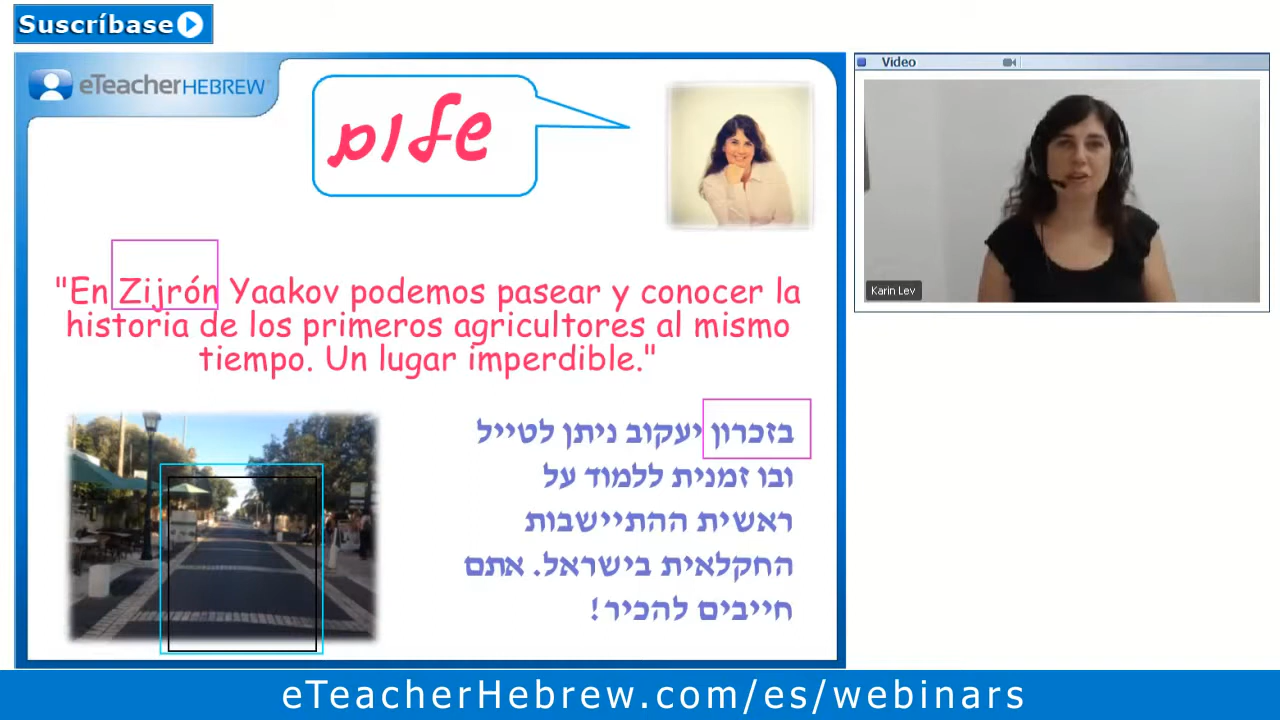 Suscríbase
eTeacherHEBREW
שלום
Video
Karin Lev
"En Zijrón Yaakov podemos pasear y conocer la
historia de los primeros agricultores al mismo
tiempo. Un lugar imperdible."
בזכרון יעקוב ניתן לטייל
ובו זמנית ללמוד על
ראשית ההתיישבות
החקלאית בישראל. אתם
חייבים להכיר!
eTeacherHebrew.com/es/webinars